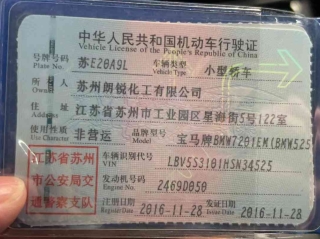 中华人民共和国机动车行驶证
Vehicle License of the People's Republic of China
号牌号码 苏E20A9L 车辆类型 小型轿车
Plate No. Vehicle Type
所有人 苏州朗锐化工有限公司
Owner
住址 江苏省苏州市工业园区星海街5号122室
Address
使用性质 非营运 品牌型号 宝马牌BMW7201EM(BMW525
Use Character Model
江苏省苏州
市公安局交
通警察支队
车辆识别代号 LBV5S3101HSN34525
VIN
发动机号码 Z469D050
Engine No.
注册日期 2016-11-28 发证日期 2016-11-28
Register Date Issue Date